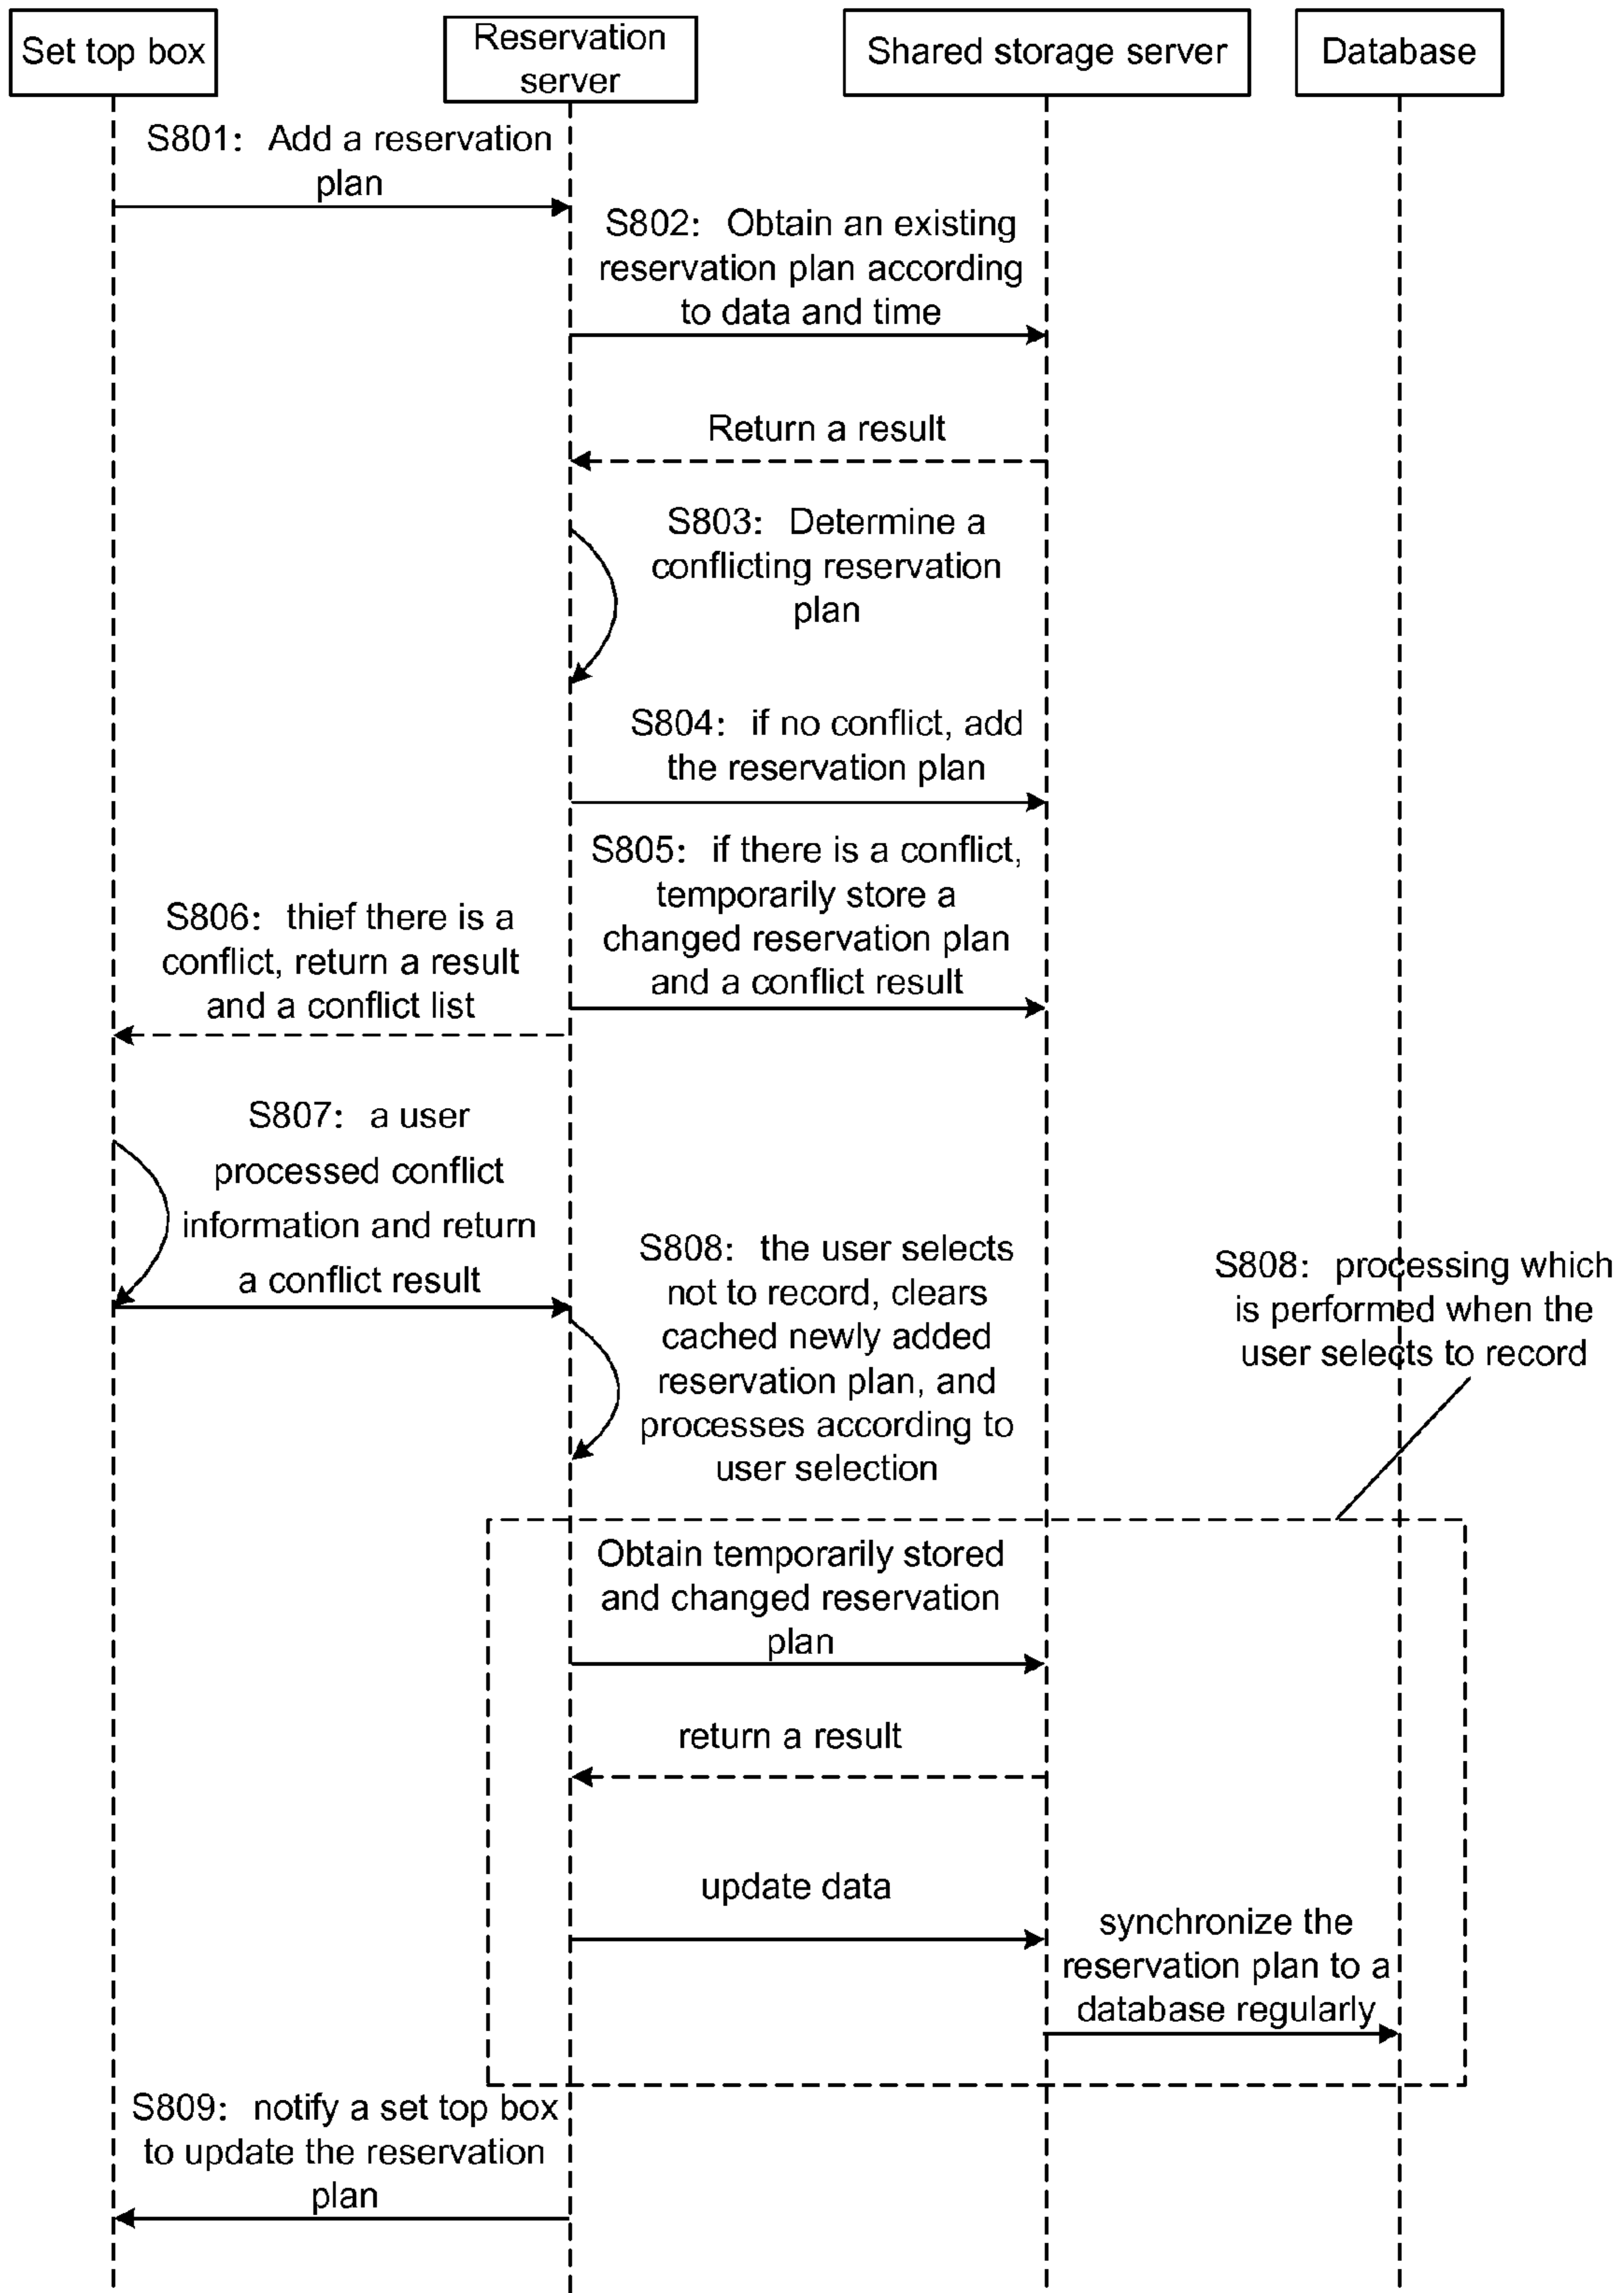 Set top box
Reservation
server
Shared storage server
Database
S801: Add a reservation
plan
S802: Obtain an existing
reservation plan according
to data and time
Return a result
S803: Determine a
conflicting reservation
plan
S804: if no conflict, add
the reservation plan
S805: if there is a conflict,
temporarily store a
changed reservation plan
and a conflict result
S806: thief there is a
conflict, return a result
and a conflict list
S807: a user
processed conflict
information and return
a conflict result
S808: the user selects
not to record, clears
cached newly added
reservation plan, and
processes according to
user selection
S808: processing which
is performed when the
user selects to record
Obtain temporarily stored
and changed reservation
plan
return a result
update data
synchronize the
reservation plan to a
database regularly
S809: notify a set top box
to update the reservation
plan